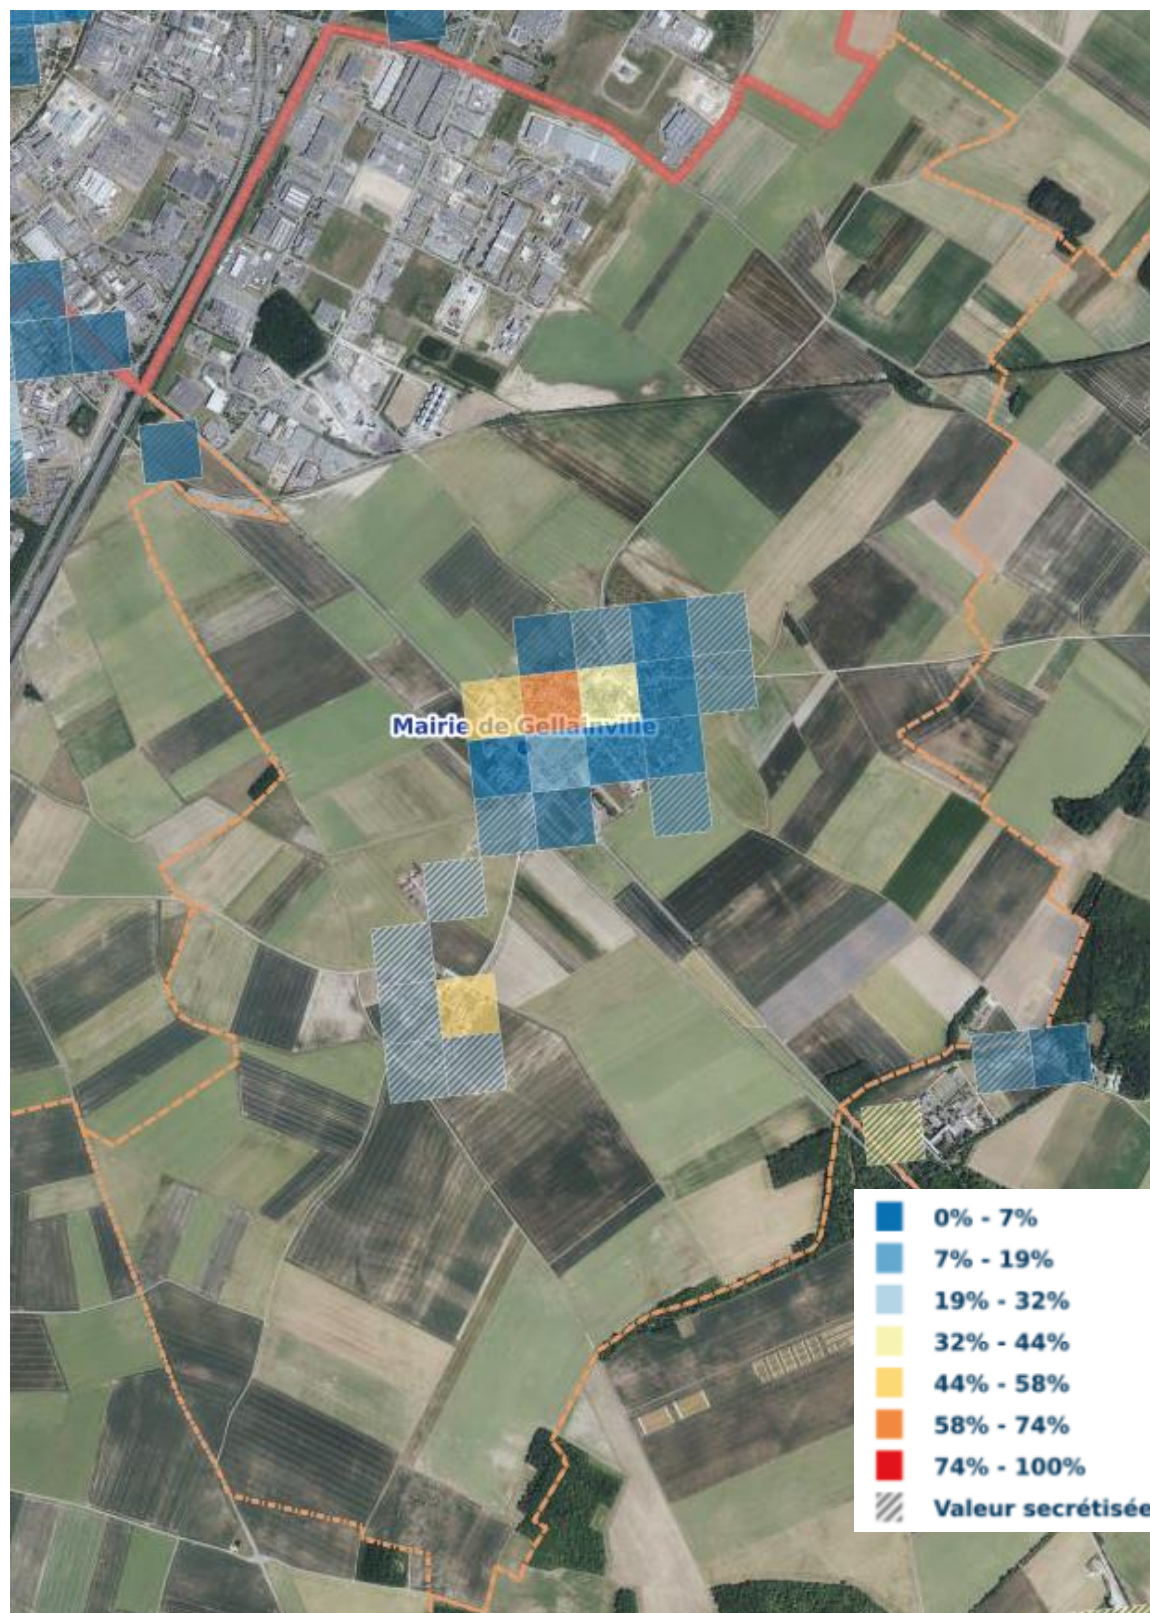 Mairie de Gellainville
0% - 7%
7% - 19%
19% - 32%
32% - 44%
44% - 58%
58% - 74%
74% - 100%
Valeur secrétisée